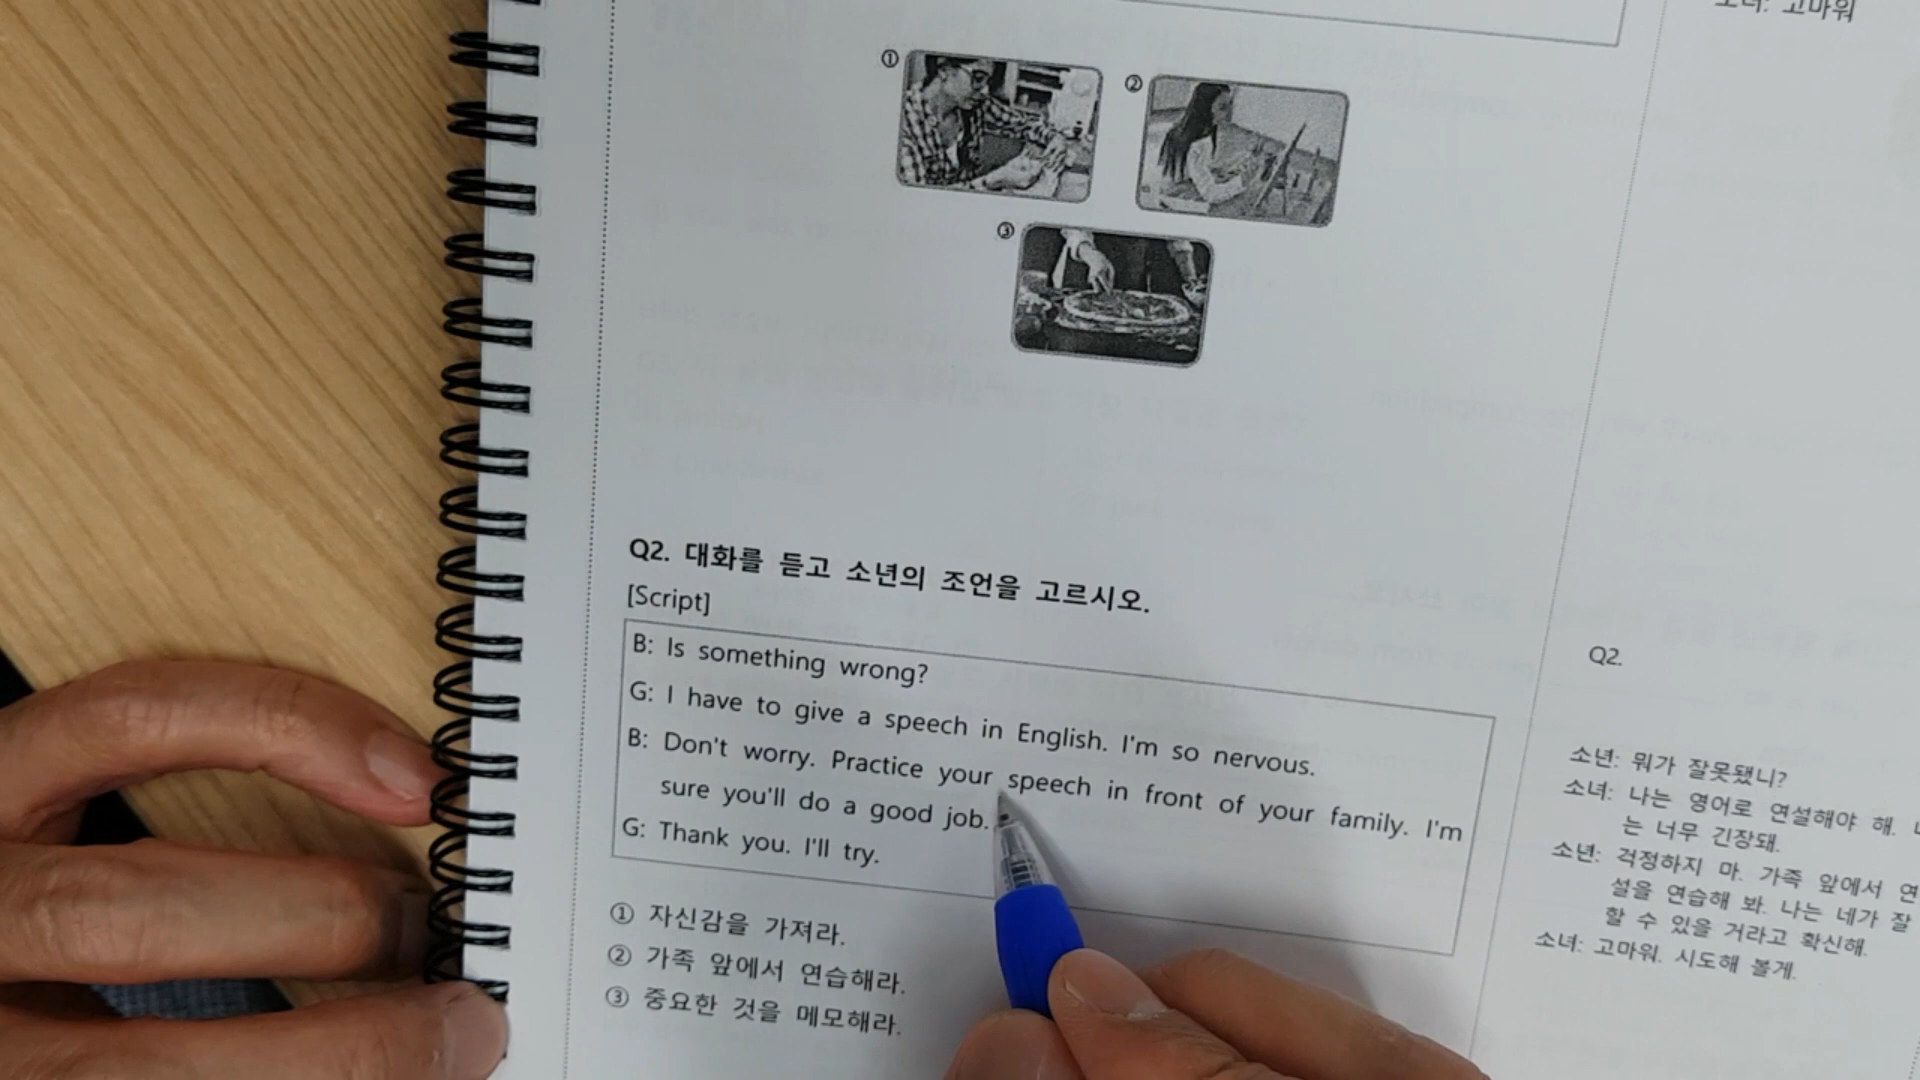 소녀: 고마워
①
②
③
Q2. 대화를 듣고 소년의 조언을 고르시오.
[Script]
B: Is something wrong?
G: I have to give a speech in English. I'm so nervous.
B: Don't worry. Practice your speech in front of your family. I'm
sure you'll do a good job.
G: Thank you. I'll try.
① 자신감을 가져라.
② 가족 앞에서 연습해라.
③ 중요한 것을 메모해라.
Q2.
소년: 뭐가 잘못됐니?
소녀: 나는 영어로 연설해야 해.
는 너무 긴장돼.
소년: 걱정하지 마. 가족 앞에서 연
설을 연습해 봐. 나는 네가 잘
할 수 있을 거라고 확신해.
소녀: 고마워. 시도해 볼게.